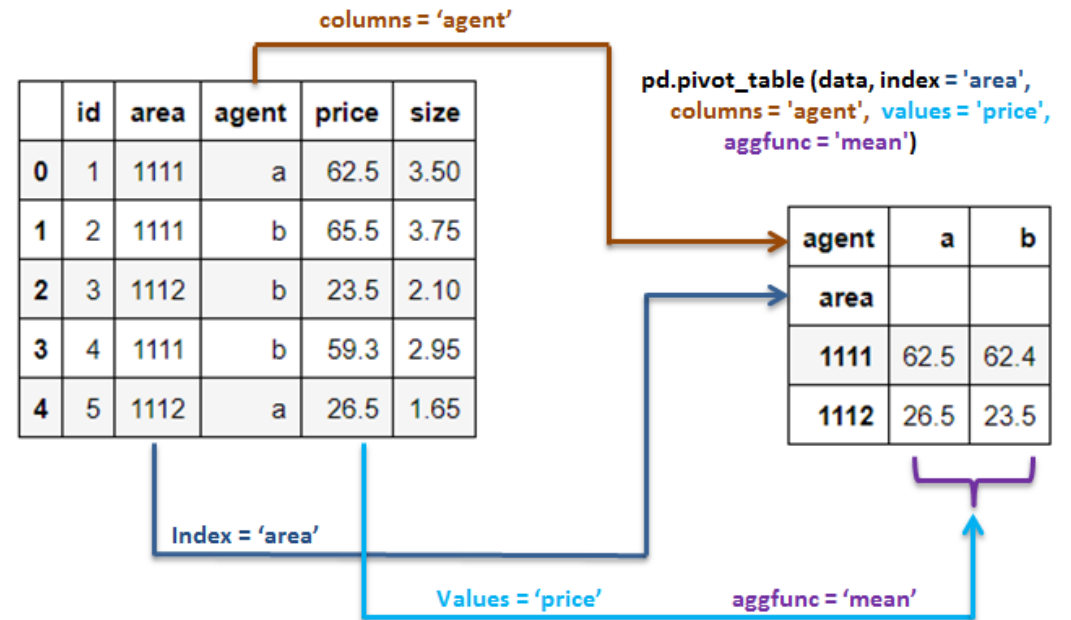 columns = ‘agent’
pd.pivot_table (data, index = 'area',
columns = 'agent', values = 'price',
aggfunc = 'mean')
id area agent price size
0 1 1111 a 62.5 3.50
1 2 1111 b 65.5 3.75
2 3 1112 b 23.5 2.10
3 4 1111 b 59.3 2.95
4 5 1112 a 26.5 1.65
agent a b
area
1111 62.5 62.4
1112 26.5 23.5
Index = ‘area’
Values = ‘price’
aggfunc = ‘mean’